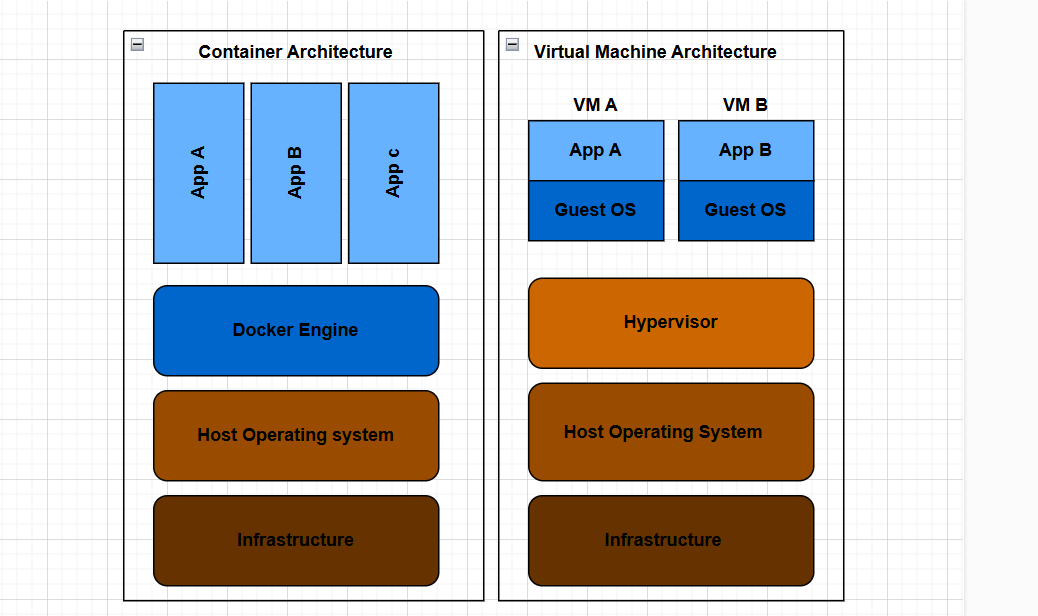 Container Architecture
App A
App B
App c
Docker Engine
Host Operating system
Infrastructure
Virtual Machine Architecture
VM A
VM B
App A
App B
Guest OS
Guest OS
Hypervisor
Host Operating System
Infrastructure